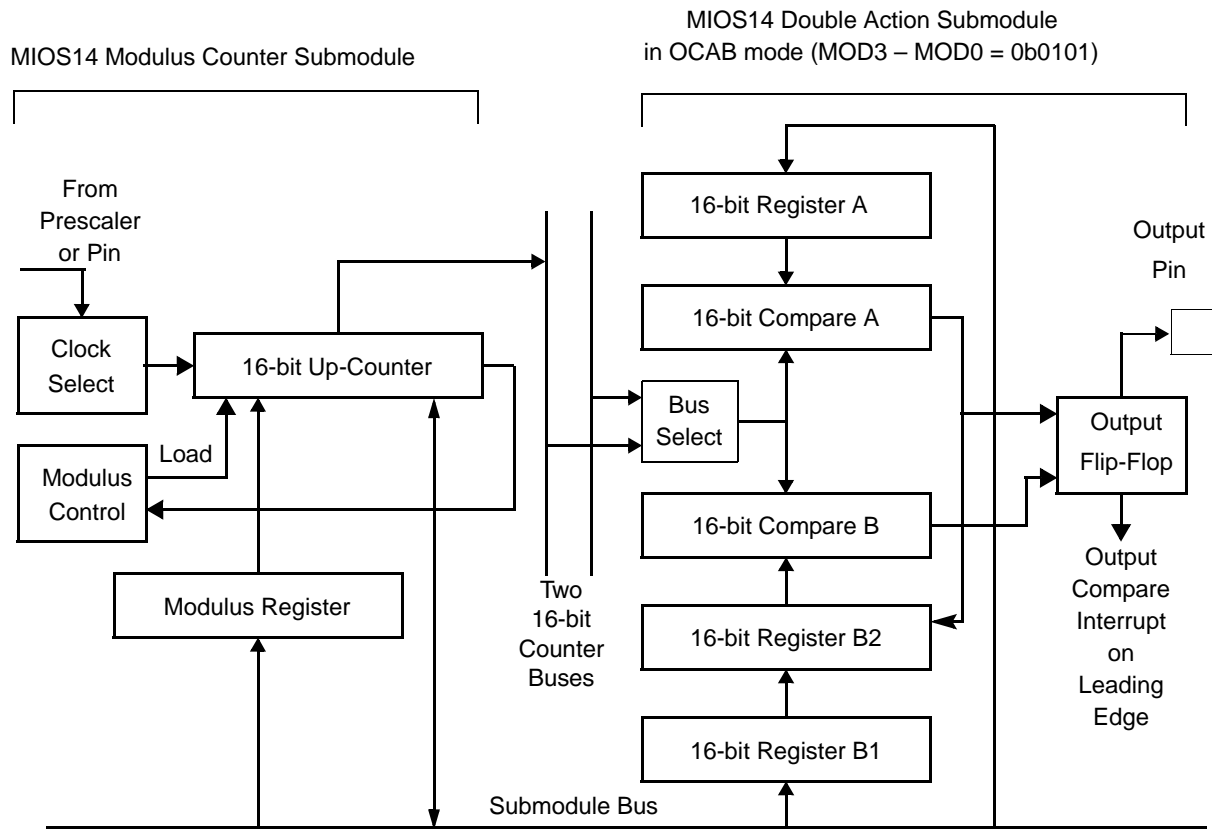 MIOS14 Modulus Counter Submodule
MIOS14 Double Action Submodule
in OCAB mode (MOD3 – MOD0 = 0b0101)
From
Prescaler
or Pin
Clock
Select
16-bit Up-Counter
Load
Modulus
Control
Modulus Register
Two
16-bit
Counter
Buses
16-bit Register A
16-bit Compare A
Bus
Select
16-bit Compare B
16-bit Register B2
16-bit Register B1
Output
Pin
Output
Flip-Flop
Output
Compare
Interrupt
on
Leading
Edge
Submodule Bus